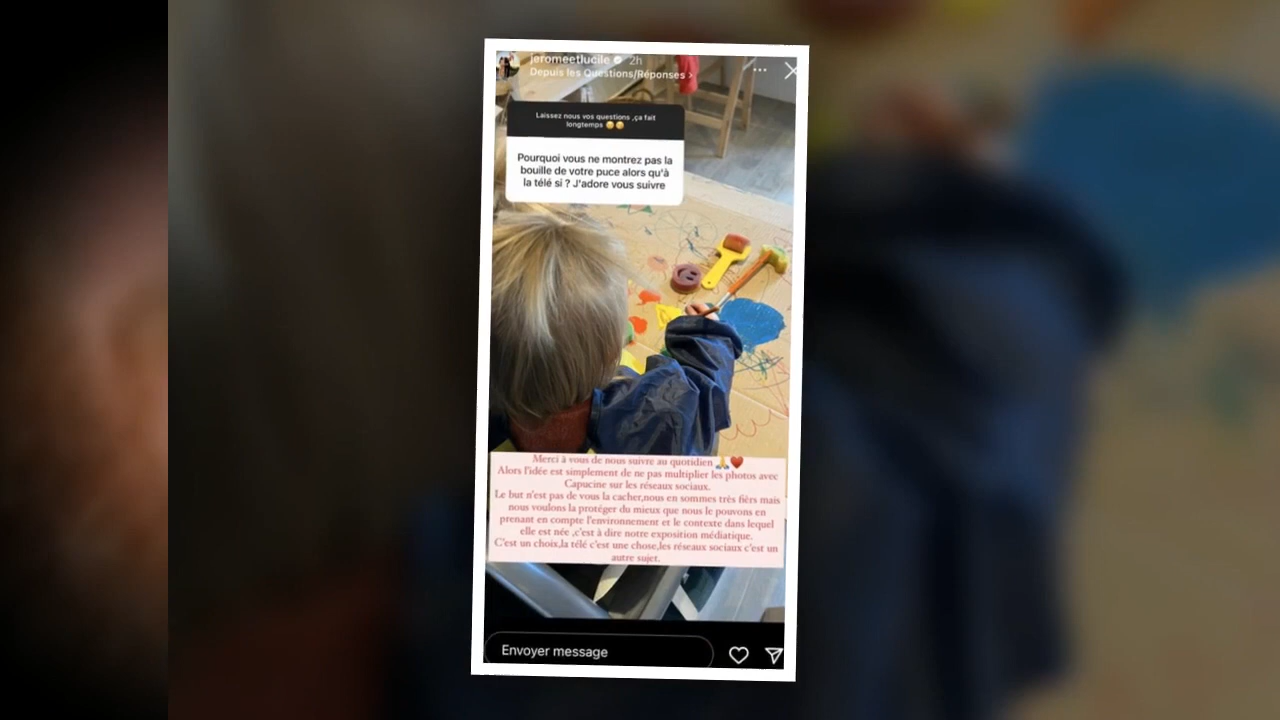 jeromeetlucile 2h
Depuis les Questions/Réponses >
Laissez nous vos questions ,ça fait
longtemps 😊😊
Pourquoi vous ne montrez pas la
bouille de votre puce alors qu'à
la télé si ? J'adore vous suivre
Merci à vous de nous suivre au quotidien 🙏♥️
Alors l'idée est simplement de ne pas multiplier les photos avec
Capucine sur les réseaux sociaux.
Le but n'est pas de vous la cacher,nous en sommes très fiérs mais
nous voulons la protéger du mieux que nous le pouvons en
prenant en compte l'environnement et le contexte dans lequel
elle est née ,c'est à dire notre exposition médiatique.
C'est un choix,la télé c'est une chose,les réseaux sociaux c'est un
autre sujet.
Envoyer message